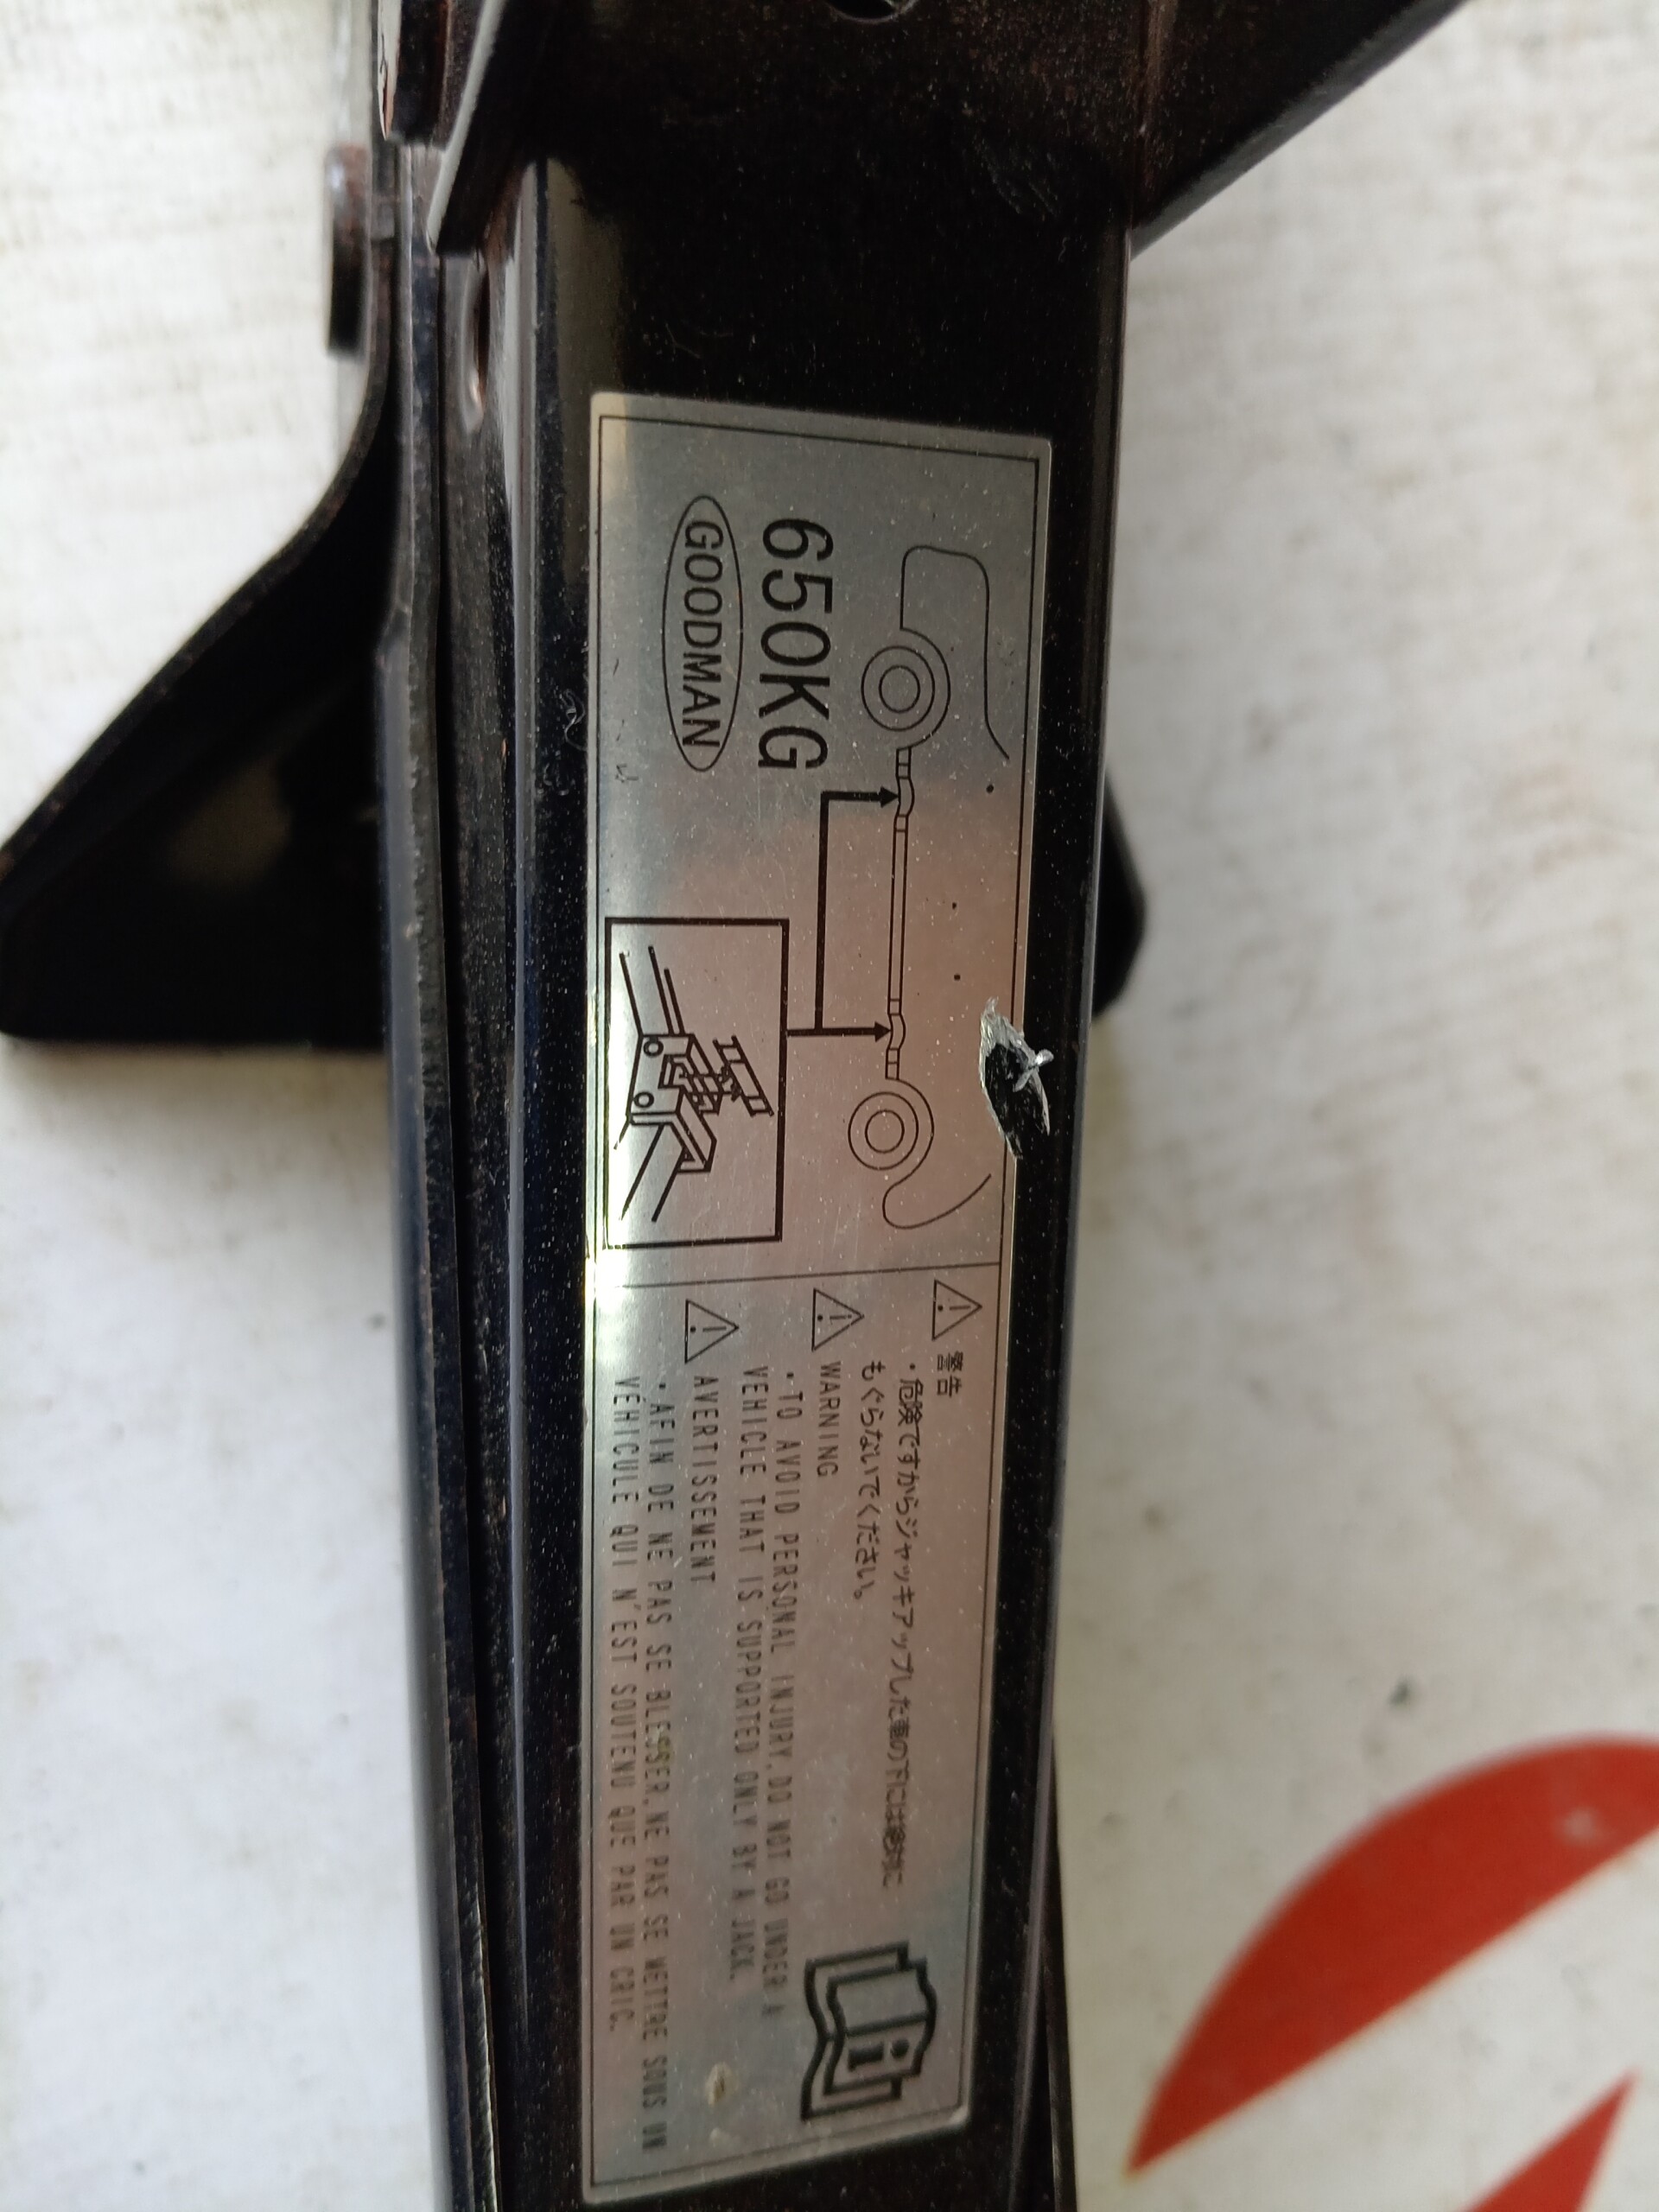 650KG
GOODMAN
警告
・危険ですからジャッキアップした車の下には絶対に
もぐらないでください。
WARNING
・TO AVOID PERSONAL INJURY,DO NOT GO UNDER A
VEHICLE THAT IS SUPPORTED ONLY BY A JACK.
AVERTISSEMENT
・AFIN DE NE PAS SE BLESSER,NE PAS SE METTRE SOUS UN
VÉHICULE QUI N'EST SOUTENU QUE PAR UN CRIC.
i